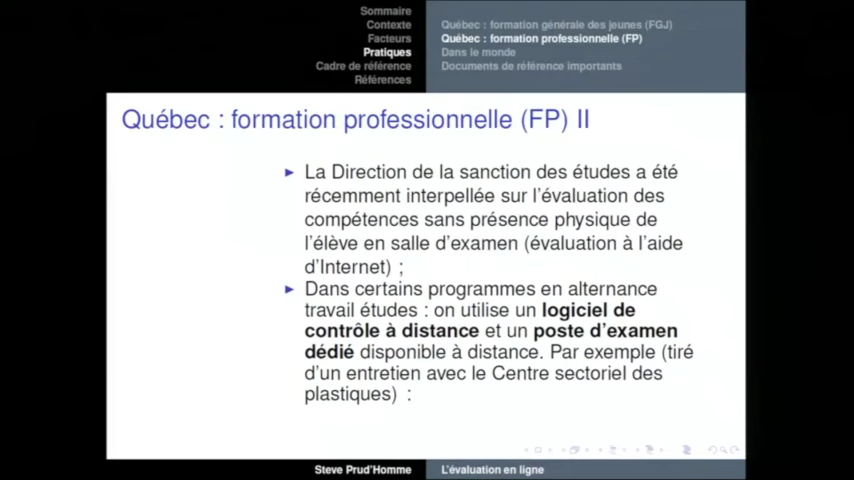 Sommaire
Contexte
Facteurs
Pratiques
Cadre de référence
Références
Québec : formation générale des jeunes (FGJ)
Québec : formation professionnelle (FP)
Dans le monde
Documents de référence importants
Québec : formation professionnelle (FP) II
► La Direction de la sanction des études a été
récemment interpellée sur l'évaluation des
compétences sans présence physique de
l'élève en salle d'examen (évaluation à l'aide
d'Internet) ;
► Dans certains programmes en alternance
travail études : on utilise un logiciel de
contrôle à distance et un poste d'examen
dédié disponible à distance. Par exemple (tiré
d'un entretien avec le Centre sectoriel des
plastiques) :
Steve Prud'Homme
L'évaluation en ligne